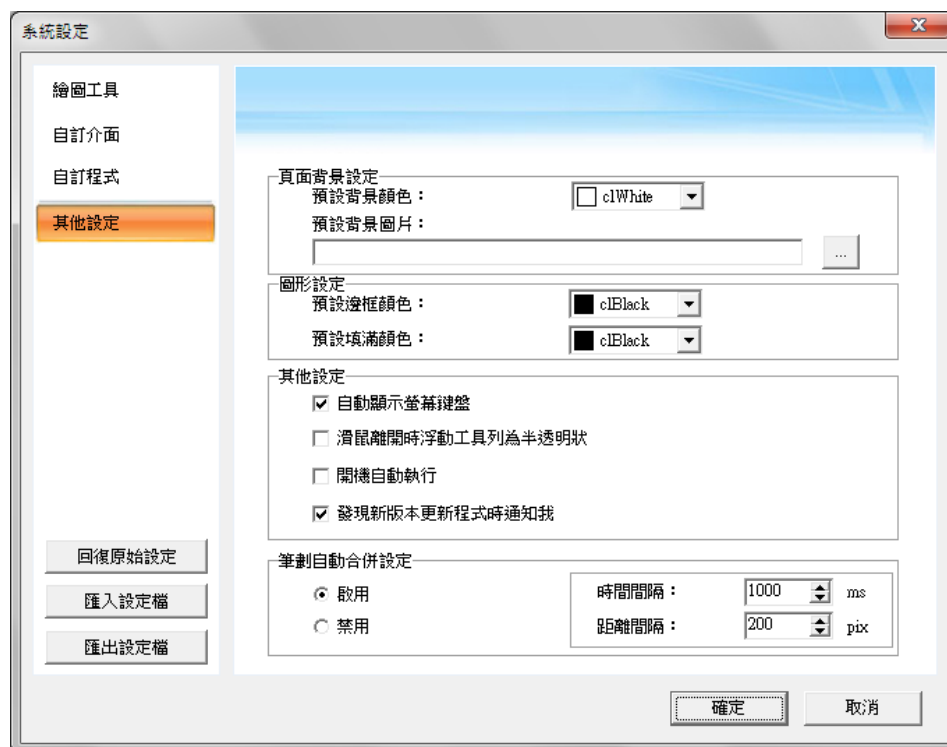 系統設定
繪圖工具
自訂介面
自訂程式
其他設定
回復原始設定
匯入設定檔
匯出設定檔
頁面背景設定
預設背景顏色： clWhite
預設背景圖片：
...
圖形設定
預設邊框顏色： clBlack
預設填滿顏色： clBlack
其他設定
自動顯示螢幕鍵盤
滑鼠離開時浮動工具列為半透明狀
開機自動執行
發現新版本更新程式時通知我
筆劃自動合併設定
啟用
禁用
時間間隔： 1000 ms
距離間隔： 200 pix
確定 取消